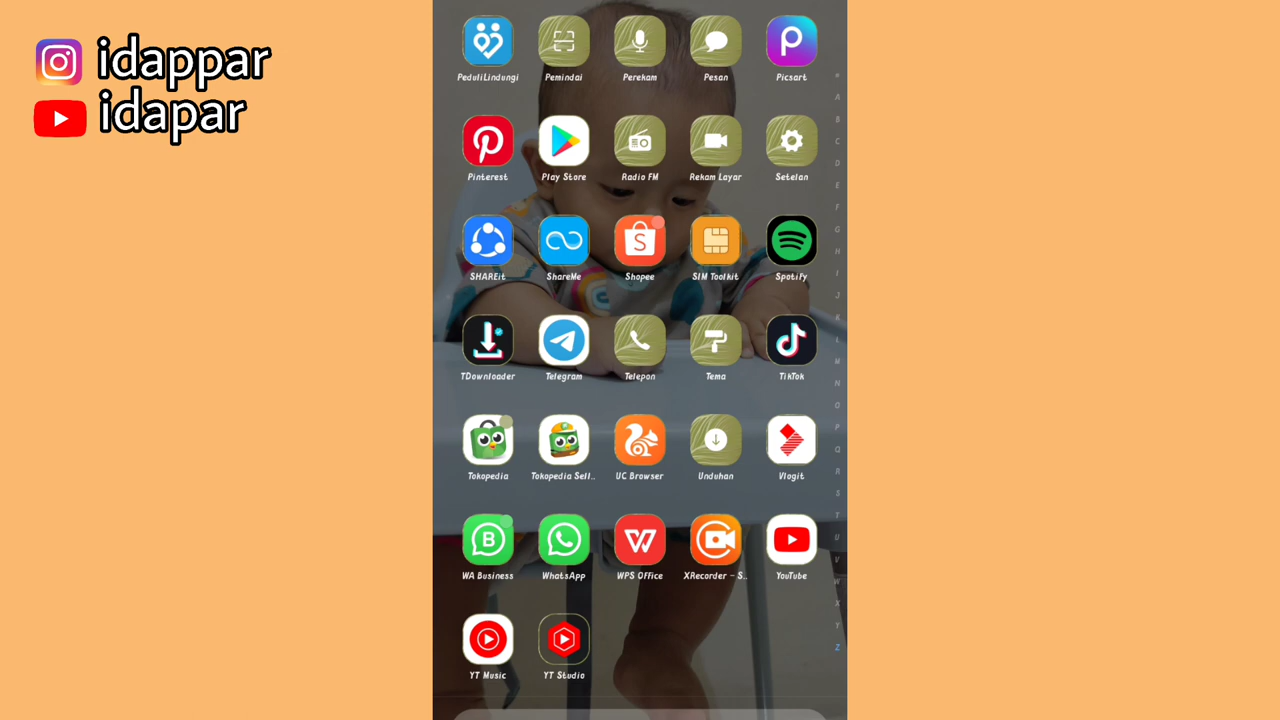 idappar
idapar
PeduliLindungi Pemindai Perekam Pesan Picsart
Pinterest Play Store Radio FM Rekam Layar Setelan
SHAREit ShareMe Shopee SIM Toolkit Spotify
TDownloader Telegram Telepon Tema TikTok
Tokopedia Tokopedia Sell.. UC Browser Unduhan Vlogit
WA Business WhatsApp WPS Office XRecorder - S.. YouTube
YT Music YT Studio
#
A
B
C
D
E
F
G
H
I
J
K
L
M
N
O
P
Q
R
S
T
U
V
W
X
Y
Z